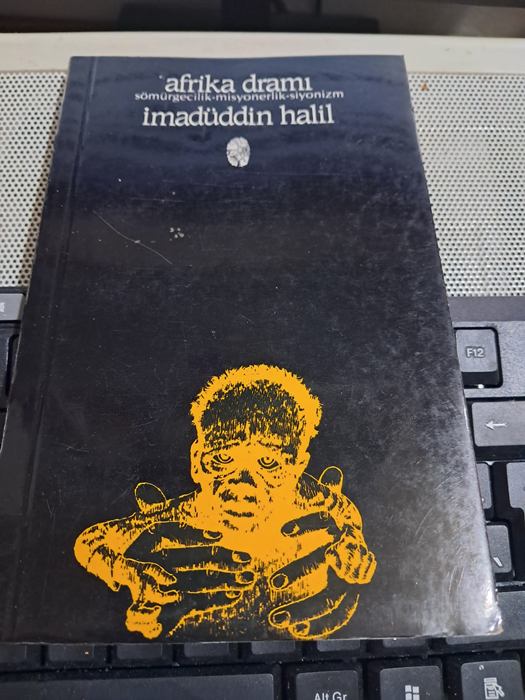 afrika dramı
sömürgecilik-misyonerlik-siyonizm
imadüddin halil
F12
Alt Gr